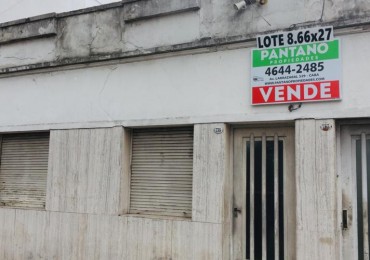 LOTE 8.66x27
PANTANO
PROPIEDADES
4644-2485
VENDE